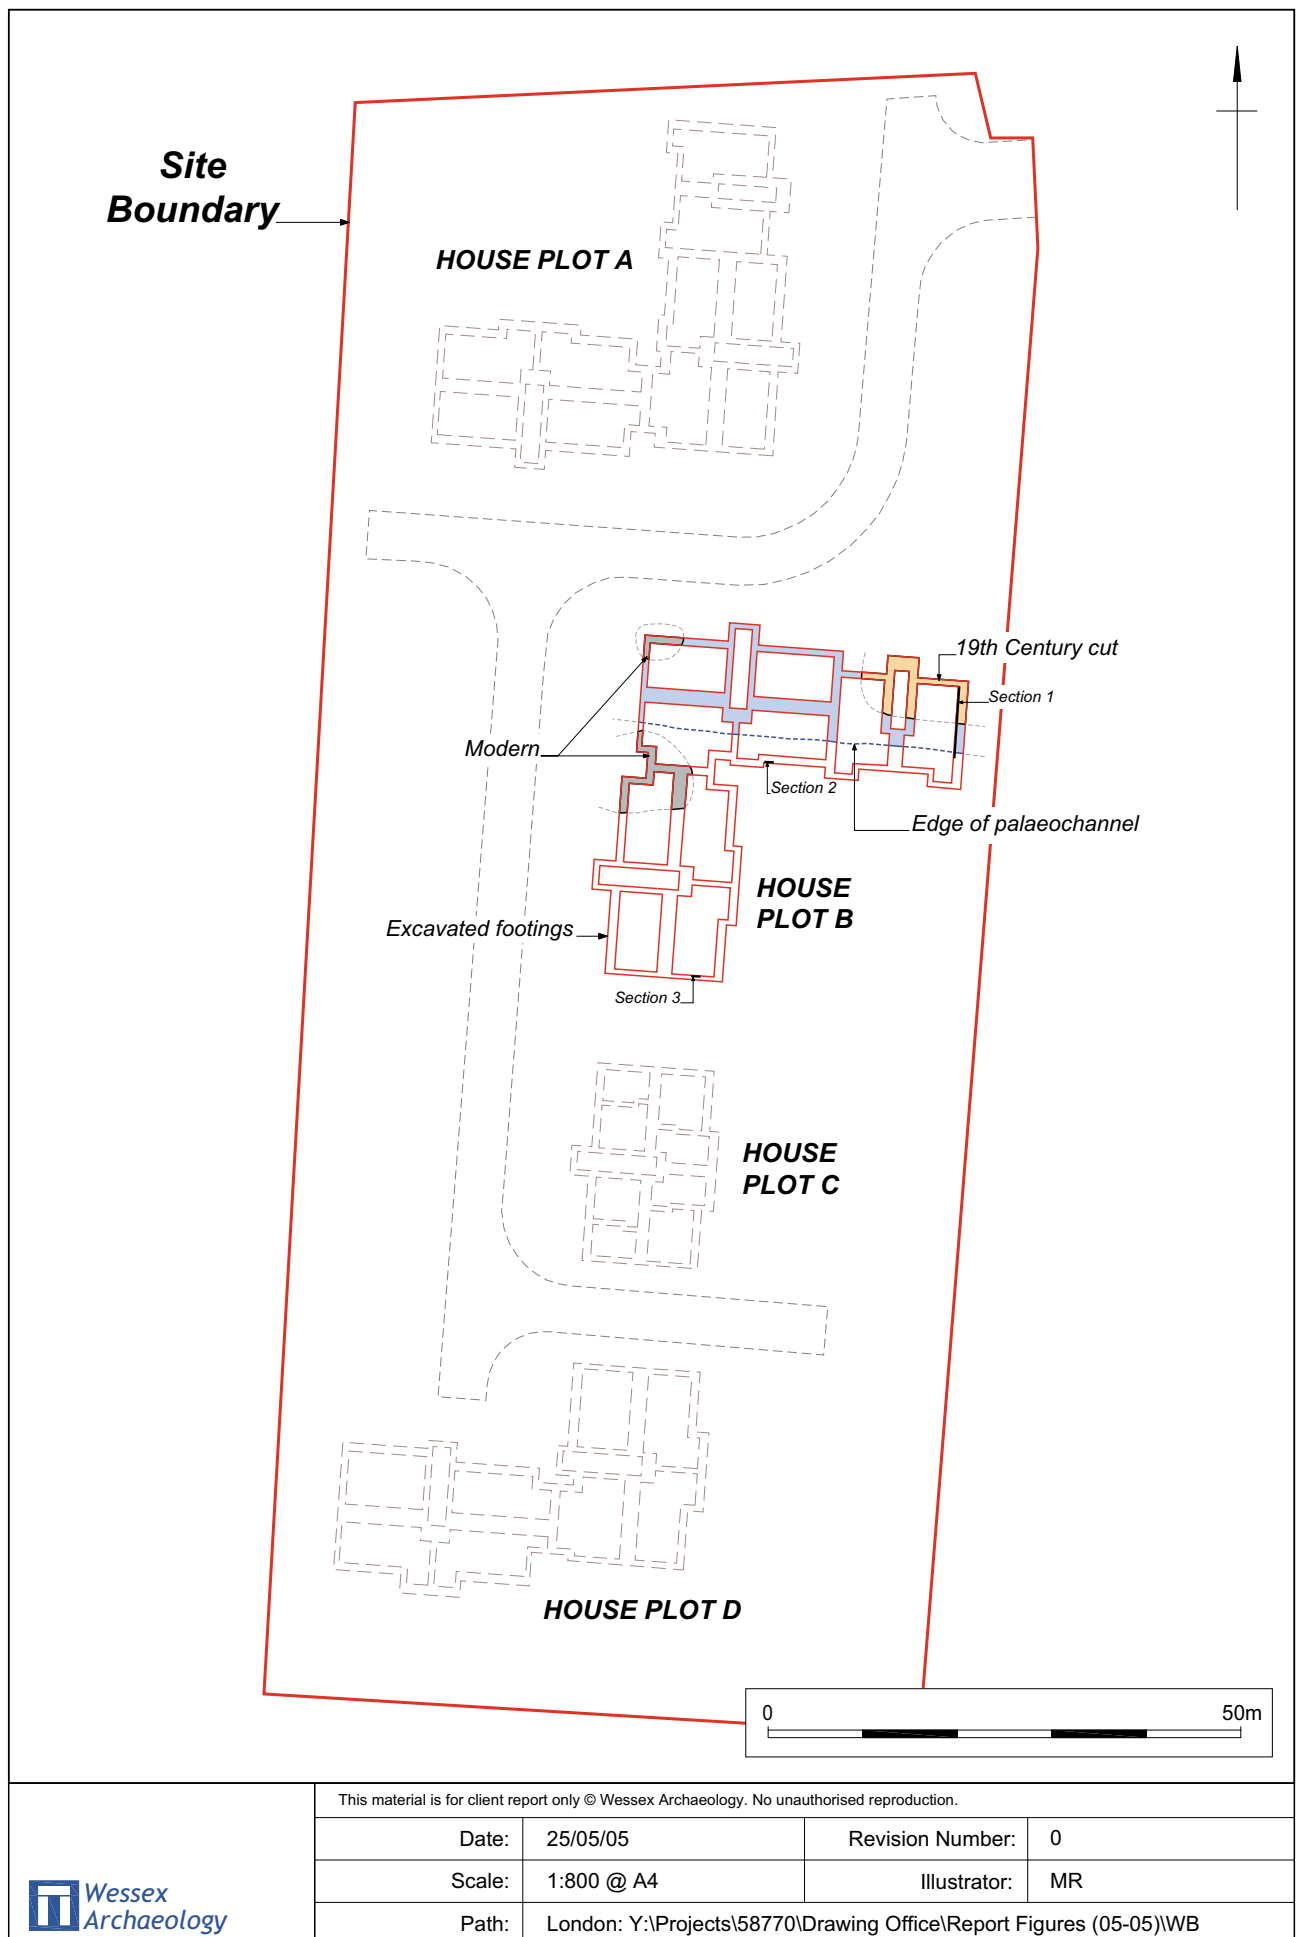 Site
Boundary
HOUSE PLOT A
19th Century cut
Section 1
Modern
Section 2
Edge of palaeochannel
HOUSE
PLOT B
Excavated footings
Section 3
HOUSE
PLOT C
HOUSE PLOT D
0 50m
This material is for client report only © Wessex Archaeology. No unauthorised reproduction.
Date: 25/05/05 Revision Number: 0
Scale: 1:800 @ A4 Illustrator: MR
Path: London: Y:\Projects\58770\Drawing Office\Report Figures (05-05)\WB
Wessex
Archaeology